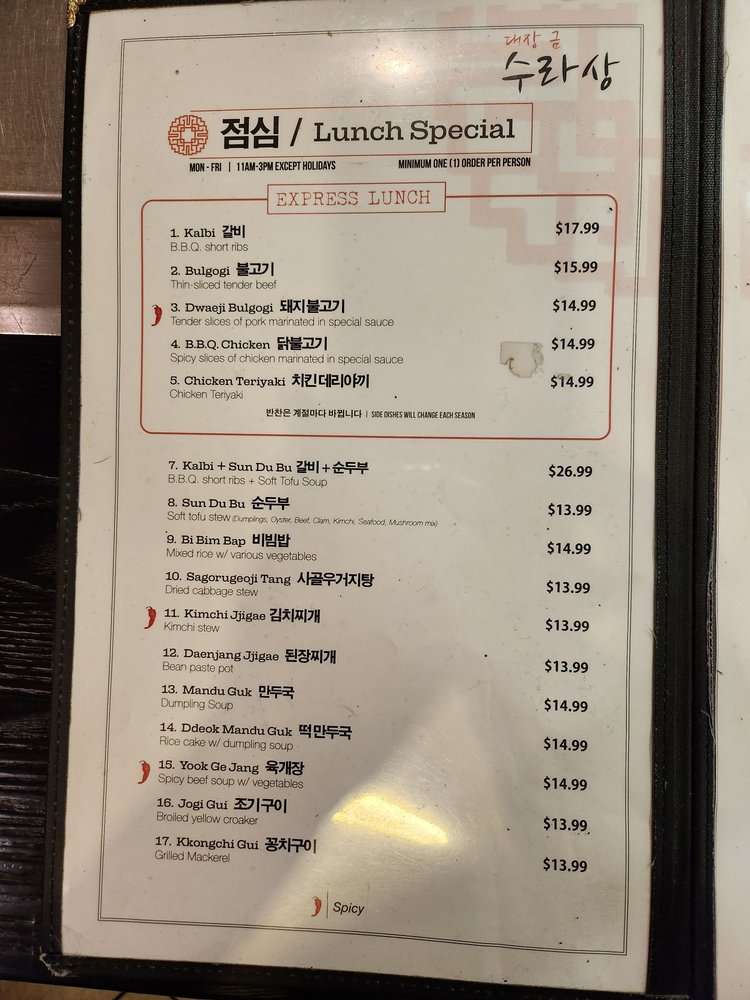 대장금
수라상
점심 / Lunch Special
MON - FRI | 11AM-3PM EXCEPT HOLIDAYS MINIMUM ONE (1) ORDER PER PERSON
EXPRESS LUNCH
1. Kalbi 갈비 $17.99
B.B.Q. short ribs
2. Bulgogi 불고기 $15.99
Thin-sliced tender beef
3. Dwaeji Bulgogi 돼지불고기 $14.99
Tender slices of pork marinated in special sauce
4. B.B.Q. Chicken 닭불고기 $14.99
Spicy slices of chicken marinated in special sauce
5. Chicken Teriyaki 치킨데리야끼 $14.99
Chicken Teriyaki
반찬은 계절마다 바뀝니다 | SIDE DISHES WILL CHANGE EACH SEASON
7. Kalbi + Sun Du Bu 갈비 + 순두부 $26.99
B.B.Q. short ribs + Soft Tofu Soup
8. Sun Du Bu 순두부 $13.99
Soft tofu stew (Dumplings, Oyster, Beef, Clam, Kimchi, Seafood, Mushroom mix)
9. Bi Bim Bap 비빔밥 $14.99
Mixed rice w/ various vegetables
10. Sagorugeoji Tang 사골우거지탕 $13.99
Dried cabbage stew
11. Kimchi Jjigae 김치찌개 $13.99
Kimchi stew
12. Daenjang Jjigae 된장찌개 $13.99
Bean paste pot
13. Mandu Guk 만두국 $14.99
Dumpling Soup
14. Ddeok Mandu Guk 떡만두국 $14.99
Rice cake w/ dumpling soup
15. Yook Ge Jang 육개장 $14.99
Spicy beef soup w/ vegetables
16. Jogi Gui 조기구이 $13.99
Broiled yellow croaker
17. Kkongchi Gui 꽁치구이 $13.99
Grilled Mackerel
Spicy